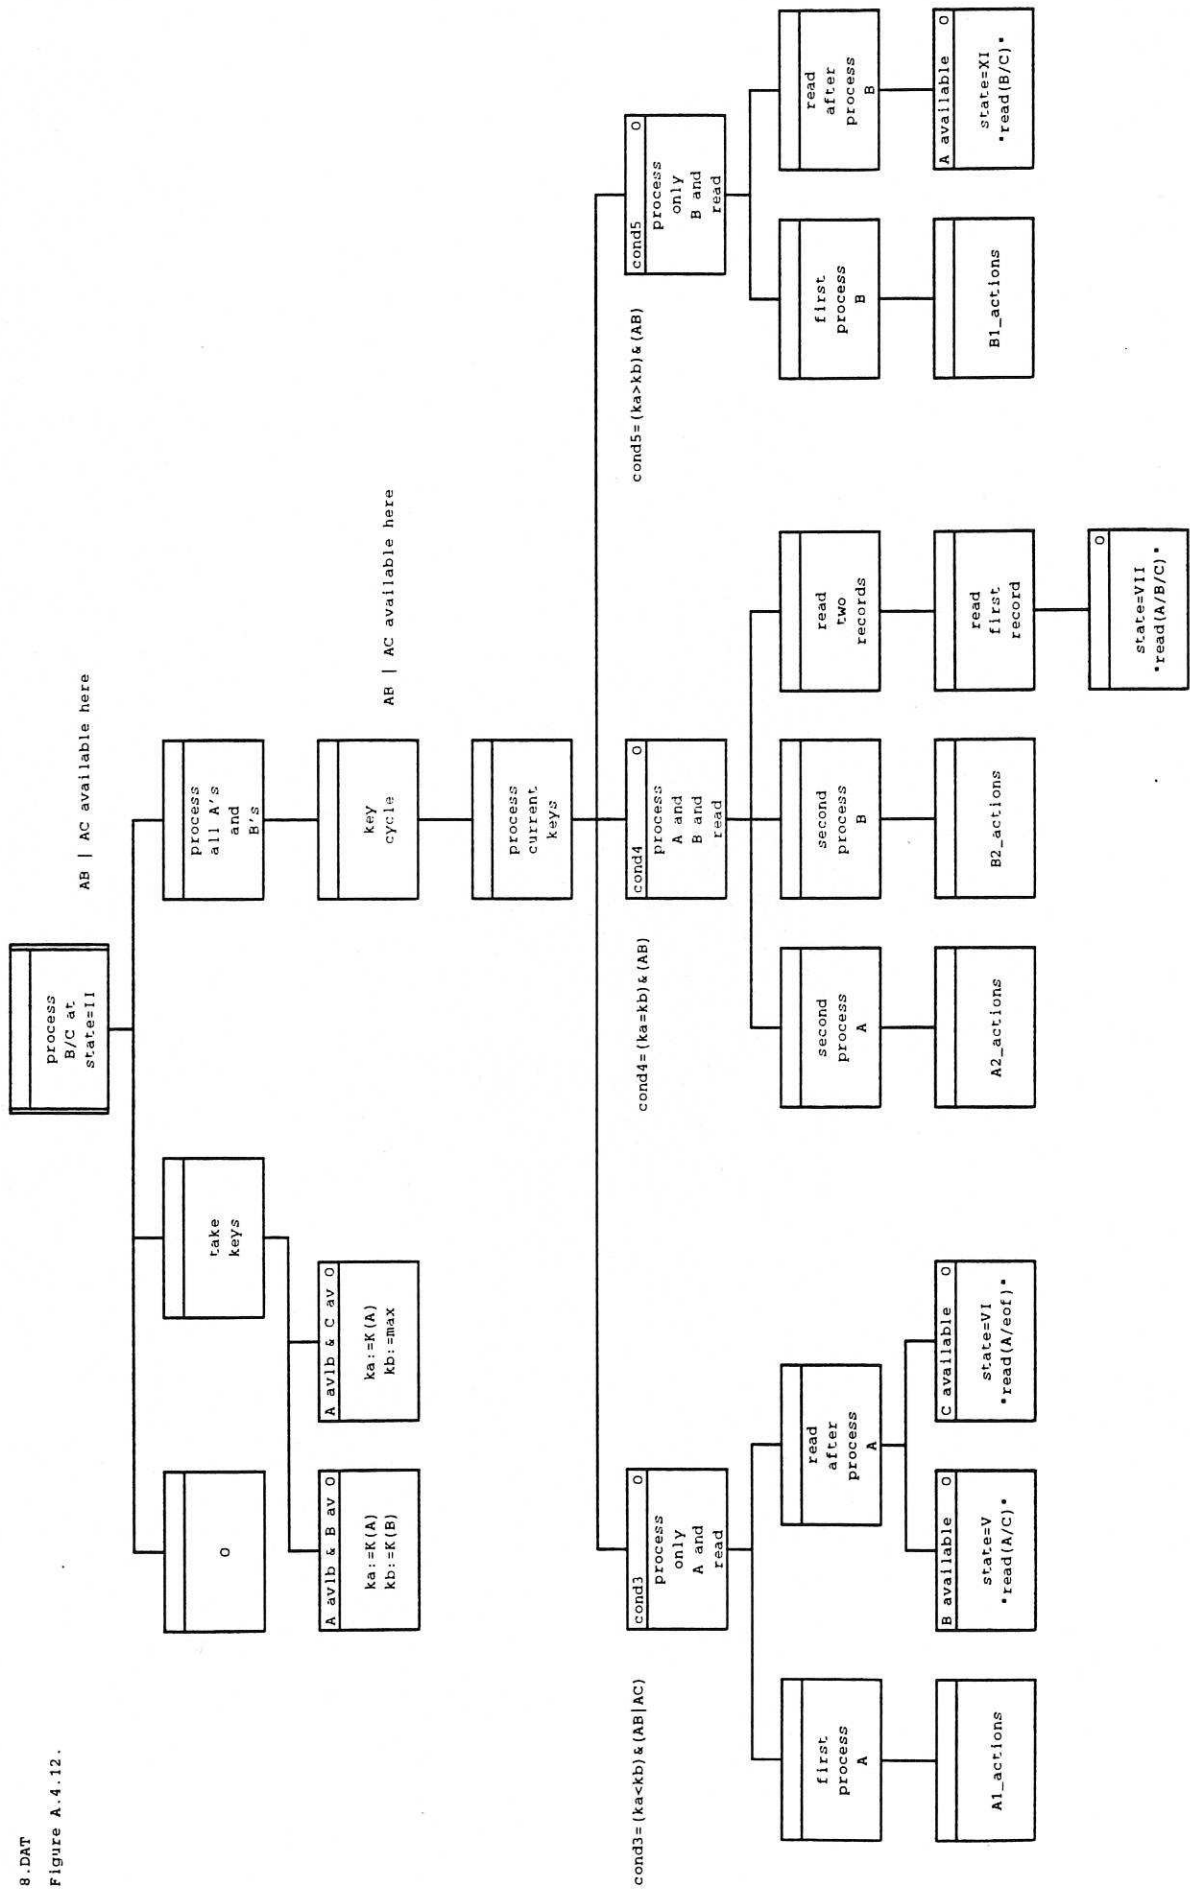 8.DAT
Figure A.4.12.
process
B/C at
state=II
AB | AC available here
O
take
keys
process
all A's
and
B's
A avlb & B av O
ka:=K(A)
kb:=K(B)
A avlb & C av O
ka:=K(A)
kb:=max
key
cycle
AB | AC available here
process
current
keys
cond3=(ka<kb)&(AB|AC)
cond3 O
process
only
A and
read
cond4=(ka=kb)&(AB)
cond4 O
process
A and
B and
read
cond5=(ka>kb)&(AB)
cond5 O
process
only
B and
read
first
process
A
read
after
process
A
second
process
A
second
process
B
read
two
records
first
process
B
read
after
process
B
A1_actions
B available O
state=V
"read(A/C)"
C available O
state=VI
"read(A/eof)"
A2_actions
B2_actions
read
first
record
B1_actions
A available O
state=XI
"read(B/C)"
O
state=VII
"read(A/B/C)"